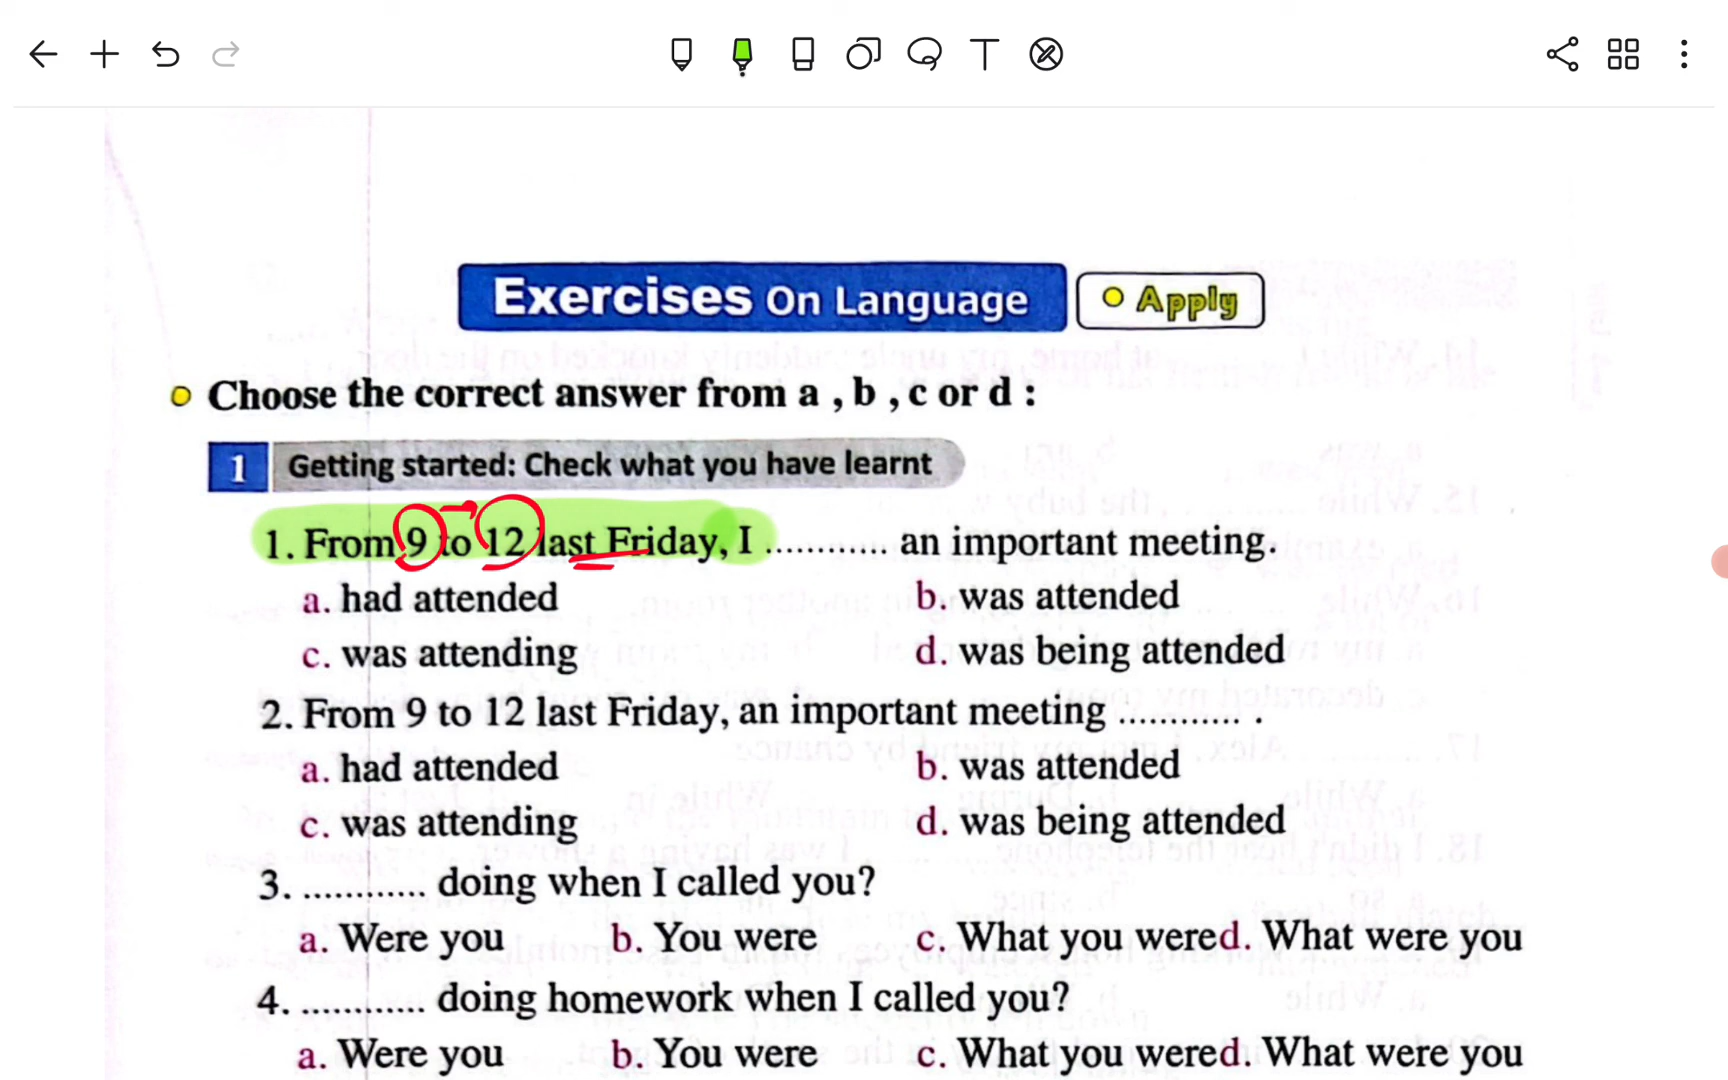 Exercises On Language Apply
Choose the correct answer from a , b , c or d :
1 Getting started: Check what you have learnt
1. From 9 to 12 last Friday, I ............ an important meeting.
a. had attended b. was attended
c. was attending d. was being attended
2. From 9 to 12 last Friday, an important meeting ............ .
a. had attended b. was attended
c. was attending d. was being attended
3. ............ doing when I called you?
a. Were you b. You were c. What you were d. What were you
4. ............ doing homework when I called you?
a. Were you b. You were c. What you were d. What were you